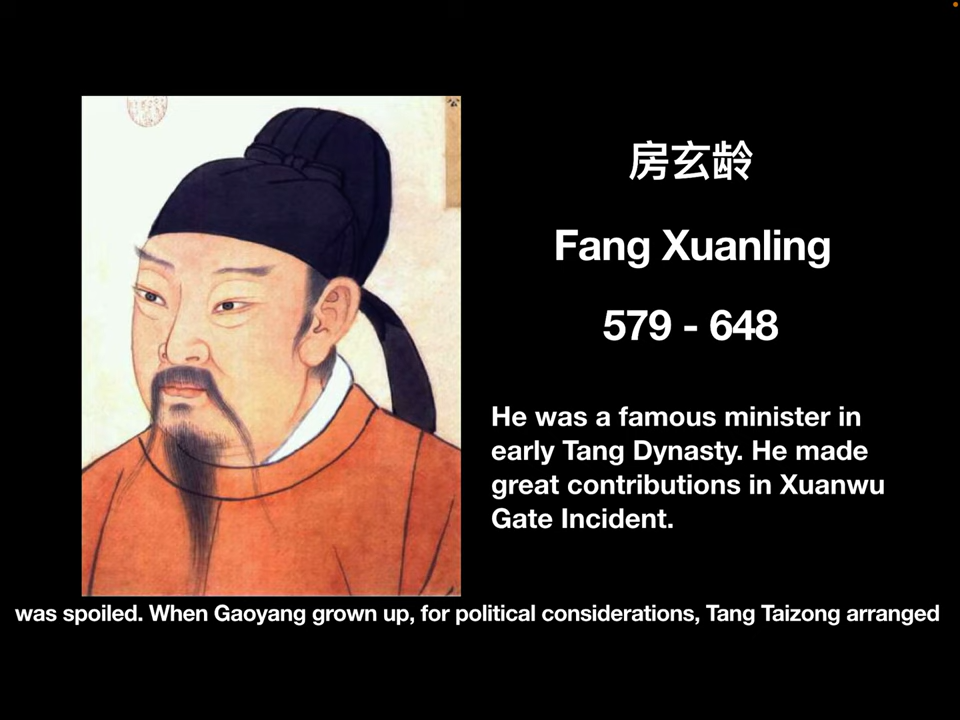 房玄龄
Fang Xuanling
579 - 648
He was a famous minister in
early Tang Dynasty. He made
great contributions in Xuanwu
Gate Incident.
was spoiled. When Gaoyang grown up, for political considerations, Tang Taizong arranged